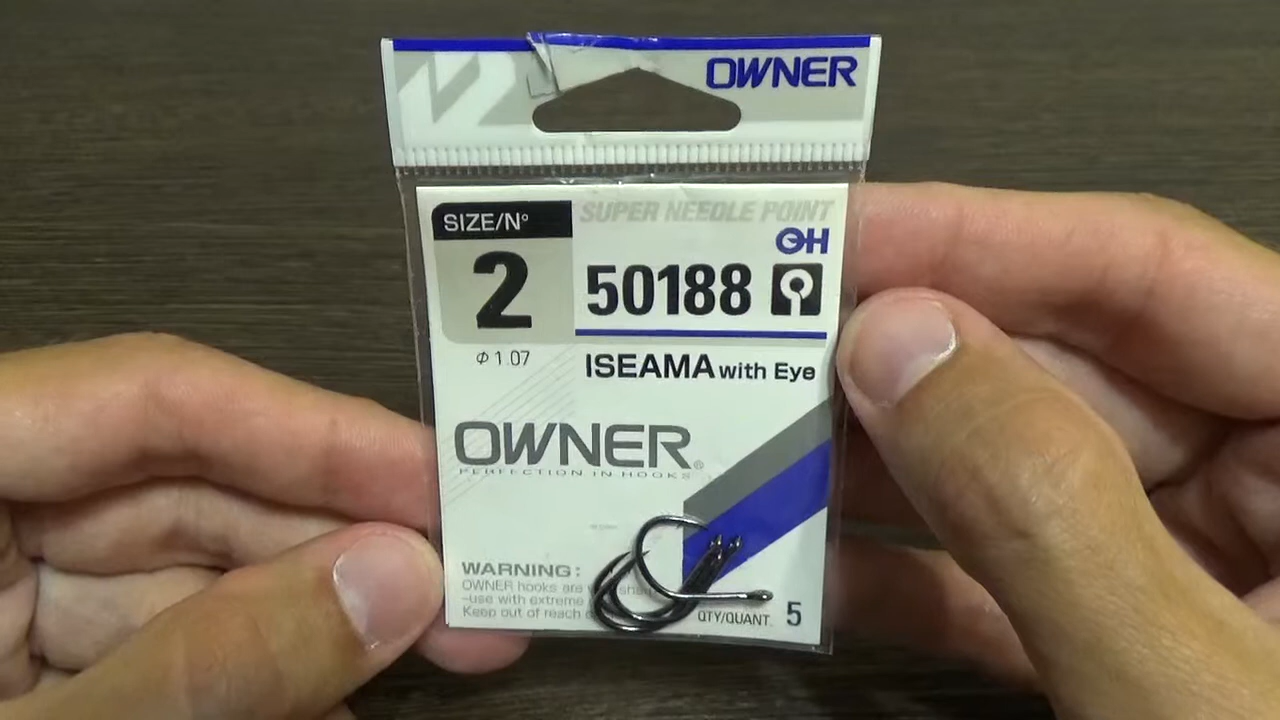 OWNER
SIZE/Nº
2
φ 1.07
SUPER NEEDLE POINT
OH
50188
ISEAMA with Eye
OWNER®
PERFECTION IN HOOKS
WARNING:
OWNER hooks are
-use with extreme
Keep out of reach
QTY/QUANT. 5